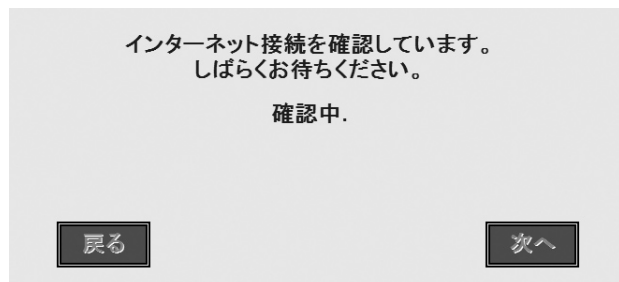 インターネット接続を確認しています。
しばらくお待ちください。
確認中.
戻る
次へ